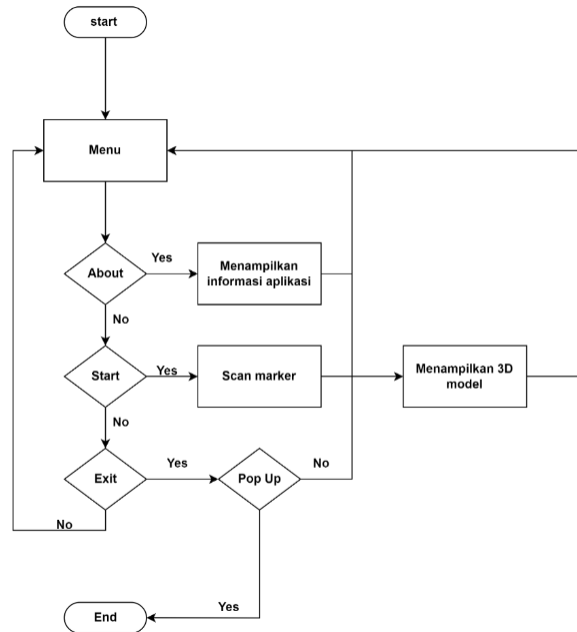 start
Menu
About
Yes
Menampilkan
informasi aplikasi
No
Start
Yes
Scan marker
Menampilkan 3D
model
No
Exit
Yes
Pop Up
No
No
End
Yes